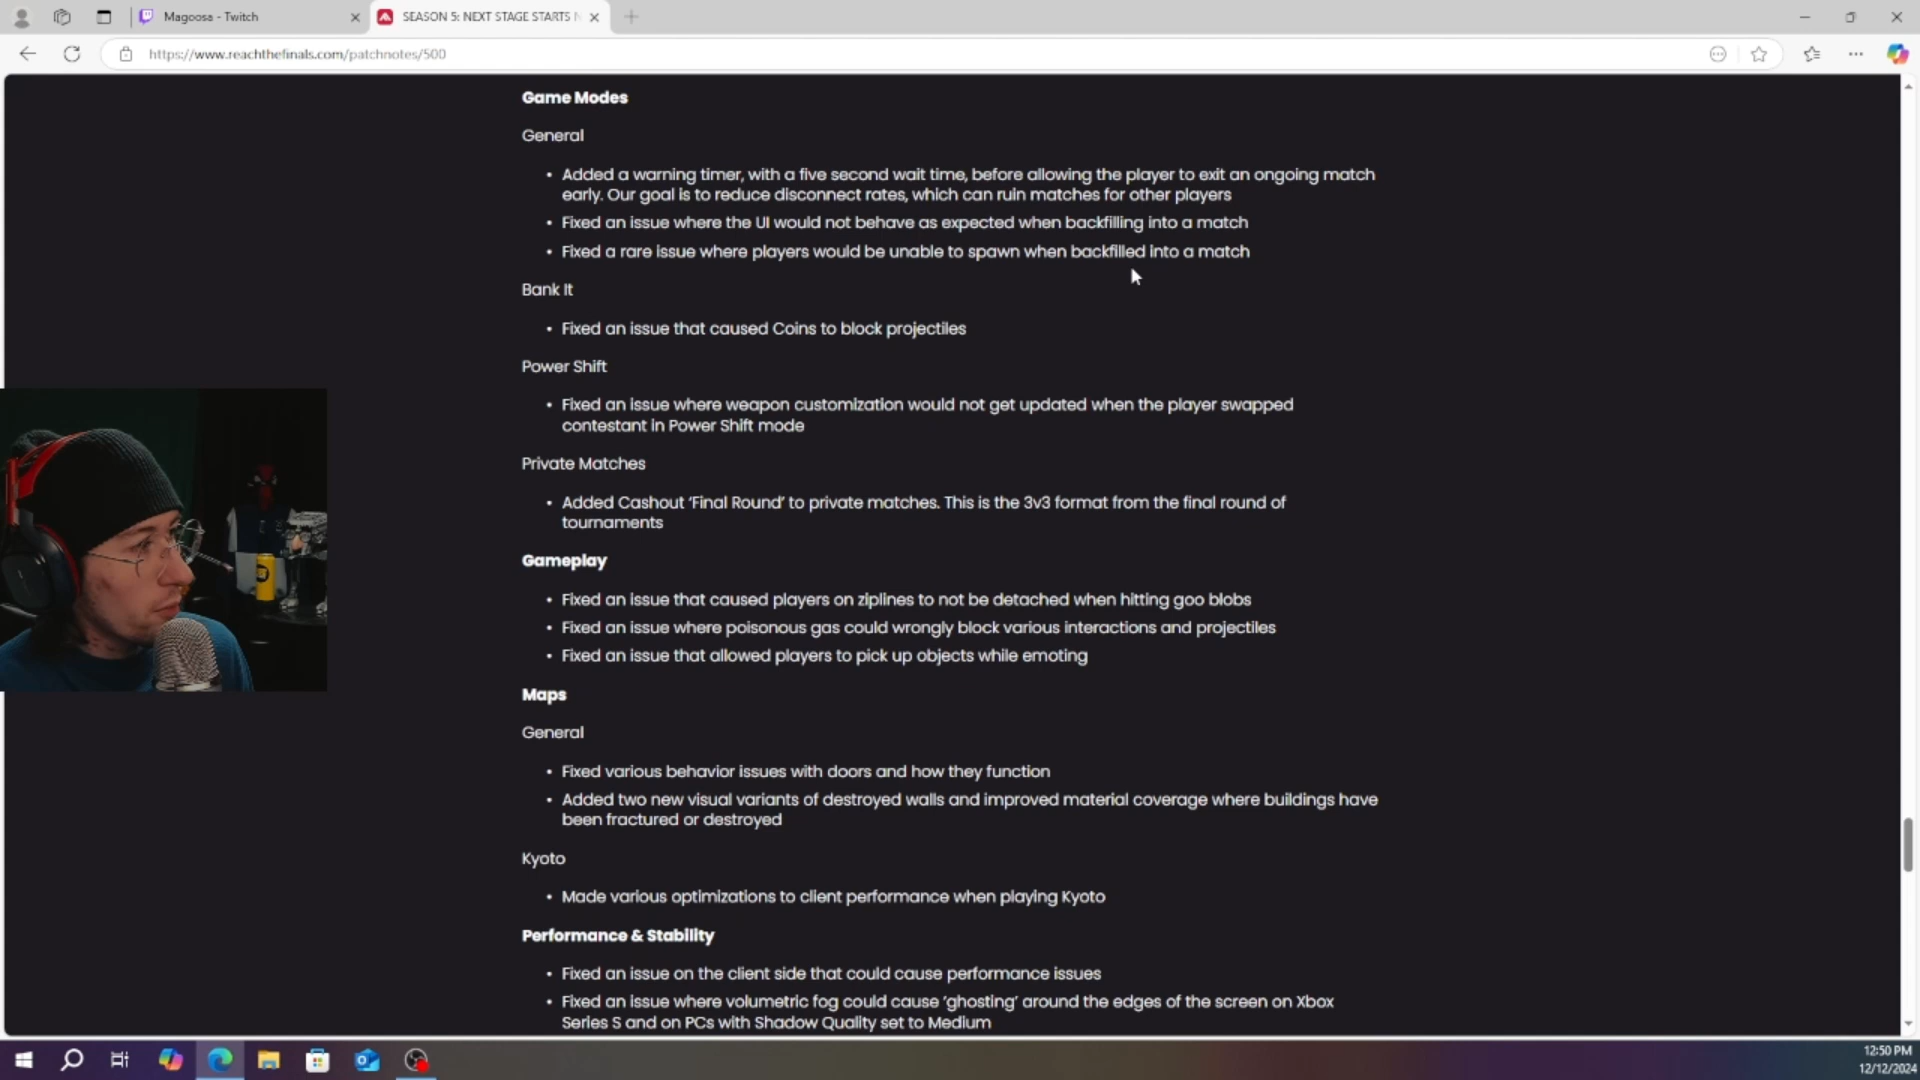 Magoosa - Twitch
SEASON 5: NEXT STAGE STARTS N
https://www.reachthefinals.com/patchnotes/500
Game Modes
General
• Added a warning timer, with a five second wait time, before allowing the player to exit an ongoing match
early. Our goal is to reduce disconnect rates, which can ruin matches for other players
• Fixed an issue where the UI would not behave as expected when backfilling into a match
• Fixed a rare issue where players would be unable to spawn when backfilled into a match
Bank It
• Fixed an issue that caused Coins to block projectiles
Power Shift
• Fixed an issue where weapon customization would not get updated when the player swapped
contestant in Power Shift mode
Private Matches
• Added Cashout ‘Final Round’ to private matches. This is the 3v3 format from the final round of
tournaments
Gameplay
• Fixed an issue that caused players on ziplines to not be detached when hitting goo blobs
• Fixed an issue where poisonous gas could wrongly block various interactions and projectiles
• Fixed an issue that allowed players to pick up objects while emoting
Maps
General
• Fixed various behavior issues with doors and how they function
• Added two new visual variants of destroyed walls and improved material coverage where buildings have
been fractured or destroyed
Kyoto
• Made various optimizations to client performance when playing Kyoto
Performance & Stability
• Fixed an issue on the client side that could cause performance issues
• Fixed an issue where volumetric fog could cause ‘ghosting’ around the edges of the screen on Xbox
Series S and on PCs with Shadow Quality set to Medium
12:50 PM
12/12/2024